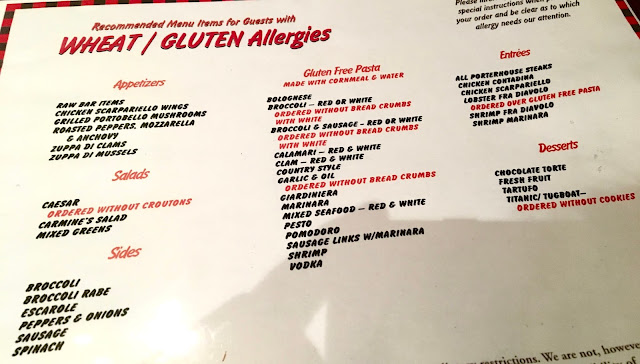 Recommended Menu Items for Guests with
WHEAT / GLUTEN Allergies
special instructions when
your order and be clear as to which
allergy needs our attention.
Appetizers
RAW BAR ITEMS
CHICKEN SCARPARIELLO WINGS
GRILLED PORTOBELLO MUSHROOMS
ROASTED PEPPERS, MOZZARELLA
& ANCHOVY
ZUPPA DI CLAMS
ZUPPA DI MUSSELS
Salads
CAESAR
ORDERED WITHOUT CROUTONS
CARMINE'S SALAD
MIXED GREENS
Sides
BROCCOLI
BROCCOLI RABE
ESCAROLE
PEPPERS & ONIONS
SAUSAGE
SPINACH
Gluten Free Pasta
MADE WITH CORNMEAL & WATER
BOLOGNESE
BROCCOLI – RED OR WHITE
ORDERED WITHOUT BREAD CRUMBS
WITH WHITE
BROCCOLI & SAUSAGE – RED OR WHITE
ORDERED WITHOUT BREAD CRUMBS
WITH WHITE
CALAMARI – RED & WHITE
CLAM – RED & WHITE
COUNTRY STYLE
GARLIC & OIL
ORDERED WITHOUT BREAD CRUMBS
GIARDINIERA
MARINARA
MIXED SEAFOOD – RED & WHITE
PESTO
POMODORO
SAUSAGE LINKS W/MARINARA
SHRIMP
VODKA
Entrées
ALL PORTERHOUSE STEAKS
CHICKEN CONTADINA
CHICKEN SCARPARIELLO
LOBSTER FRA DIAVOLO
ORDERED OVER GLUTEN FREE PASTA
SHRIMP FRA DIAVOLO
SHRIMP MARINARA
Desserts
CHOCOLATE TORTE
FRESH FRUIT
TARTUFO
TITANIC/ TUGBOAT–
ORDERED WITHOUT COOKIES
restrictions. We are not, however,
of